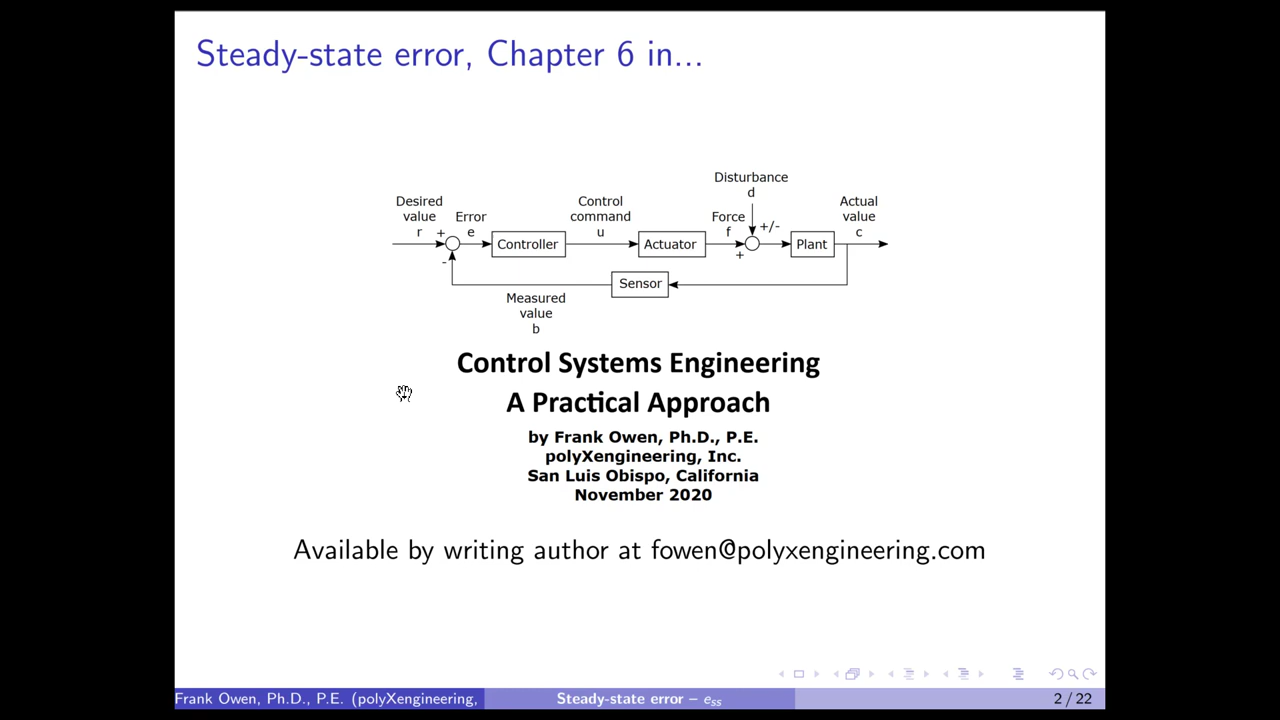 Steady-state error, Chapter 6 in...
Disturbance
d
Desired
value
r
Error
e
Control
command
u
Force
f
Actual
value
c
+
-
+
+/-
Controller
Actuator
Plant
Sensor
Measured
value
b
Control Systems Engineering
A Practical Approach
by Frank Owen, Ph.D., P.E.
polyXengineering, Inc.
San Luis Obispo, California
November 2020
Available by writing author at fowen@polyxengineering.com
Frank Owen, Ph.D., P.E. (polyXengineering,
Steady-state error – ess
2 / 22